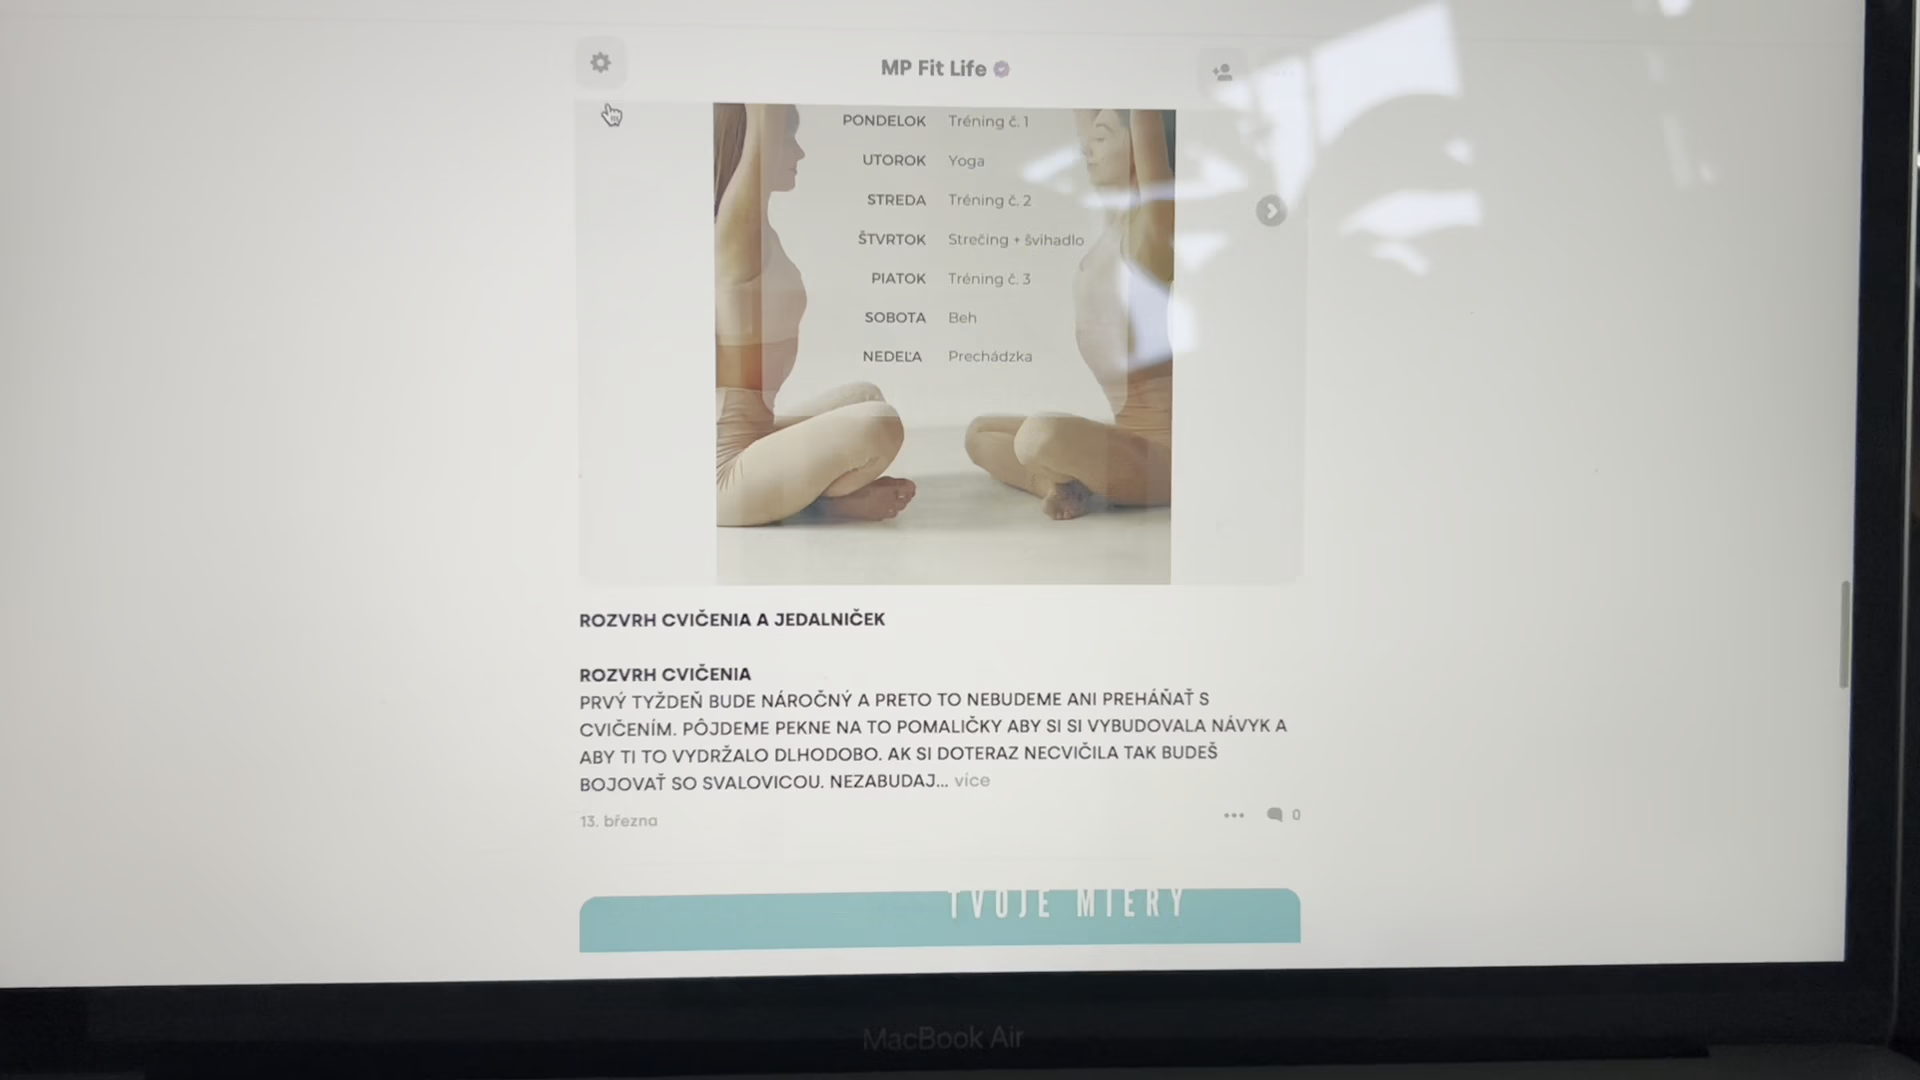 MP Fit Life
PONDELOK Tréning č. 1
UTOROK Yoga
STREDA Tréning č. 2
ŠTVRTOK Strečing + švihadlo
PIATOK Tréning č. 3
SOBOTA Beh
NEDEĽA Prechádzka
ROZVRH CVIČENIA A JEDALNIČEK
ROZVRH CVIČENIA
PRVÝ TYŽDEŇ BUDE NÁROČNÝ A PRETO TO NEBUDEME ANI PREHÁŇAŤ S
CVIČENÍM. PÔJDEME PEKNE NA TO POMALIČKY ABY SI SI VYBUDOVALA NÁVYK A
ABY TI TO VYDRŽALO DLHODOBO. AK SI DOTERAZ NECVIČILA TAK BUDEŠ
BOJOVAŤ SO SVALOVICOU. NEZABUDAJ... více
13. března
0
TVOJE MIERY
MacBook Air